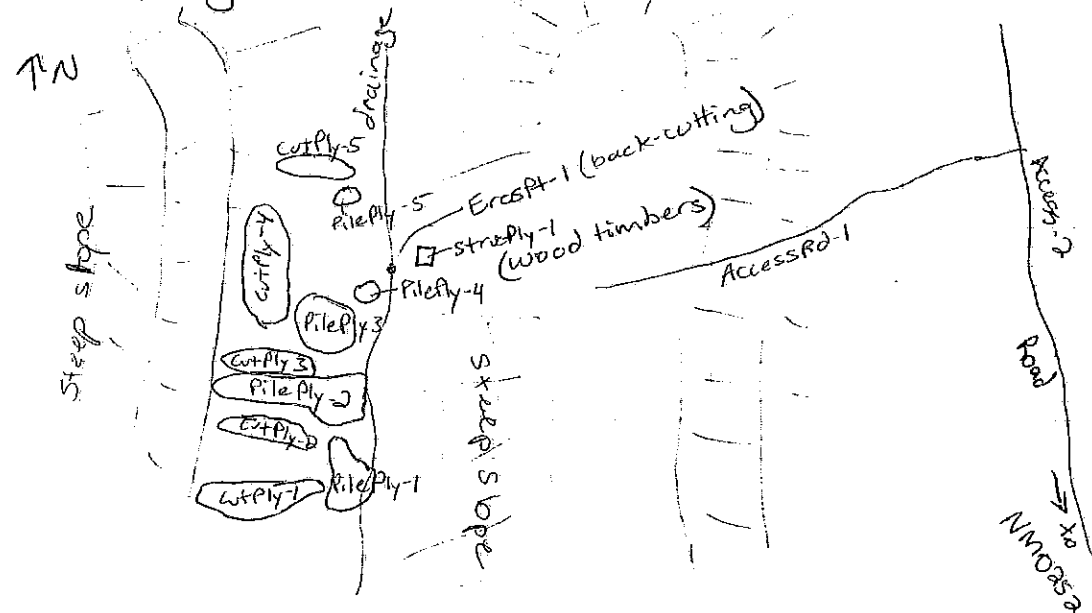 ↑N
drainage
CutPly-5
PilePly-5
ErosPt-1 (back-cutting)
StrcPly-1
(wood timbers)
CutPly-4
PilePly-4
PilePly3
CutPly3
PilePly-2
CutPly-2
CutPly-1
PilePly-1
Steep slope
Steep slope
AccessRd-1
Access-2
Road
→ to
NM0252